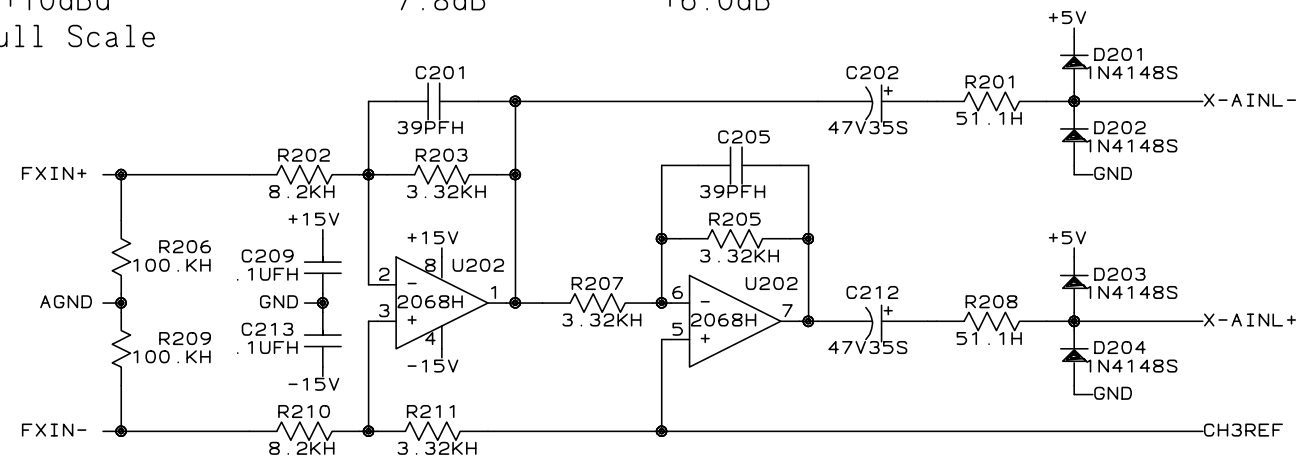 +10dBd
-7.8dB
+6.0dB
ull Scale
+5V
D201
1N4148S
C201
39PFH
C202
+
47V35S
R201
51.1H
X-AINL-
D202
1N4148S
GND
C205
39PFH
FXIN+
R202
8.2KH
R203
3.32KH
R205
3.32KH
+15V
R206
100.KH
C209
.1UFH
+15V
8
U202
2
-
2068H
1
3
+
4
-15V
AGND
GND
R207
3.32KH
6
-
U202
2068H
7
5
+
C212
+
47V35S
R208
51.1H
+5V
D203
1N4148S
X-AINL+
D204
1N4148S
GND
R209
100.KH
C213
.1UFH
-15V
FXIN-
R210
8.2KH
R211
3.32KH
CH3REF